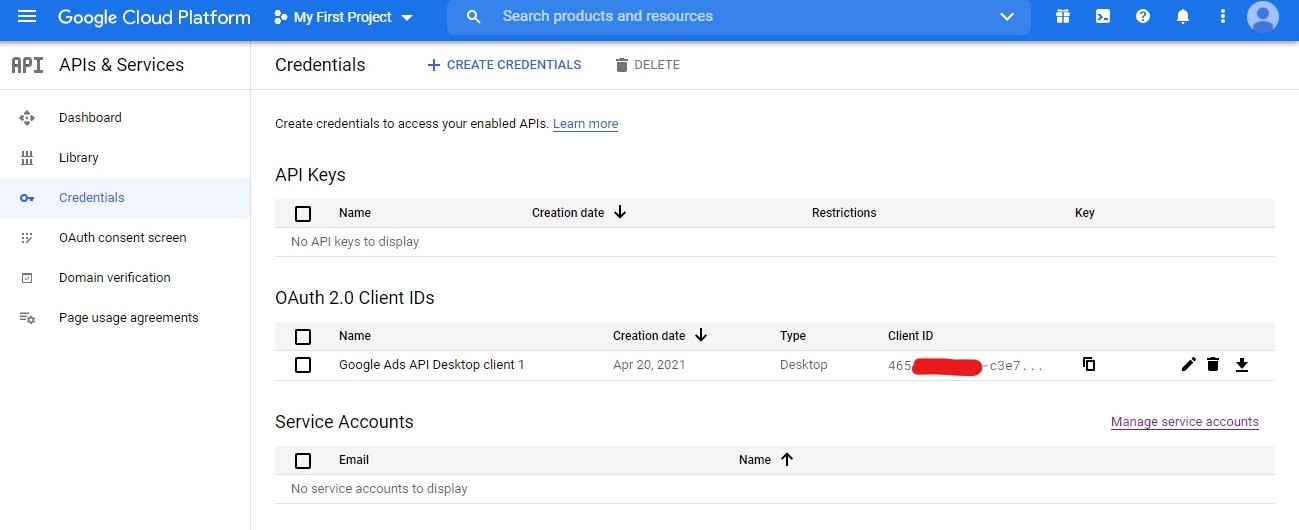 Google Cloud Platform My First Project Search products and resources
API APIs & Services Credentials CREATE CREDENTIALS DELETE
Dashboard
Library
Credentials
OAuth consent screen
Domain verification
Page usage agreements
Create credentials to access your enabled APIs. Learn more
API Keys
Name Creation date Restrictions Key
No API keys to display
OAuth 2.0 Client IDs
Name Creation date Type Client ID
Google Ads API Desktop client 1 Apr 20, 2021 Desktop 465 -c3e7...
Service Accounts Manage service accounts
Email Name
No service accounts to display